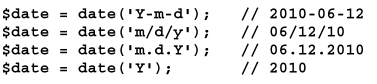 $date = date('Y-m-d');   // 2010-06-12
$date = date('m/d/y');   // 06/12/10
$date = date('m.d.Y');   // 06.12.2010
$date = date('Y');       // 2010